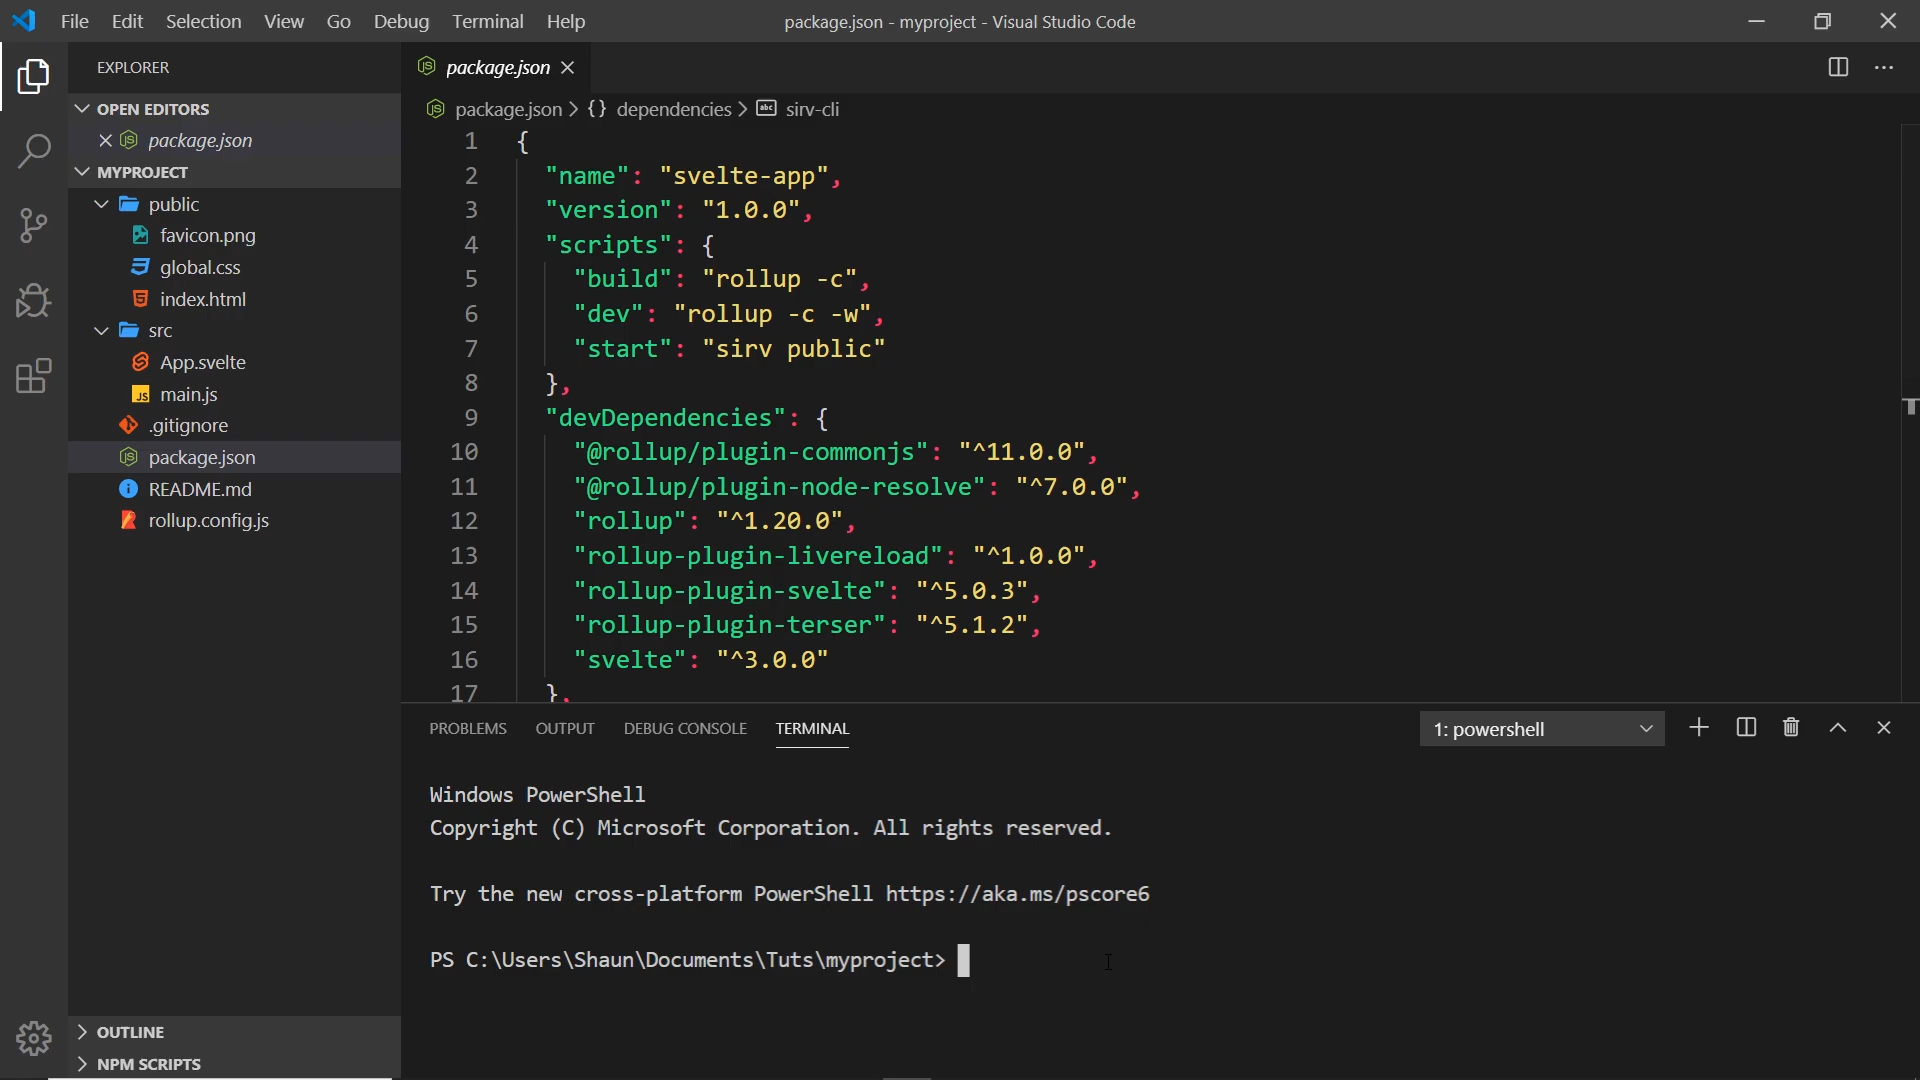 File Edit Selection View Go Debug Terminal Help
package.json - myproject - Visual Studio Code
EXPLORER
OPEN EDITORS
package.json
MYPROJECT
public
favicon.png
global.css
index.html
src
App.svelte
JS main.js
.gitignore
package.json
README.md
rollup.config.js
OUTLINE
NPM SCRIPTS
package.json
package.json > {} dependencies > abc sirv-cli
1 {
2 "name": "svelte-app",
3 "version": "1.0.0",
4 "scripts": {
5 "build": "rollup -c",
6 "dev": "rollup -c -w",
7 "start": "sirv public"
8 },
9 "devDependencies": {
10 "@rollup/plugin-commonjs": "^11.0.0",
11 "@rollup/plugin-node-resolve": "^7.0.0",
12 "rollup": "^1.20.0",
13 "rollup-plugin-livereload": "^1.0.0",
14 "rollup-plugin-svelte": "^5.0.3",
15 "rollup-plugin-terser": "^5.1.2",
16 "svelte": "^3.0.0"
17 },
PROBLEMS OUTPUT DEBUG CONSOLE TERMINAL 1: powershell
Windows PowerShell
Copyright (C) Microsoft Corporation. All rights reserved.
Try the new cross-platform PowerShell https://aka.ms/pscore6
PS C:\Users\Shaun\Documents\Tuts\myproject>